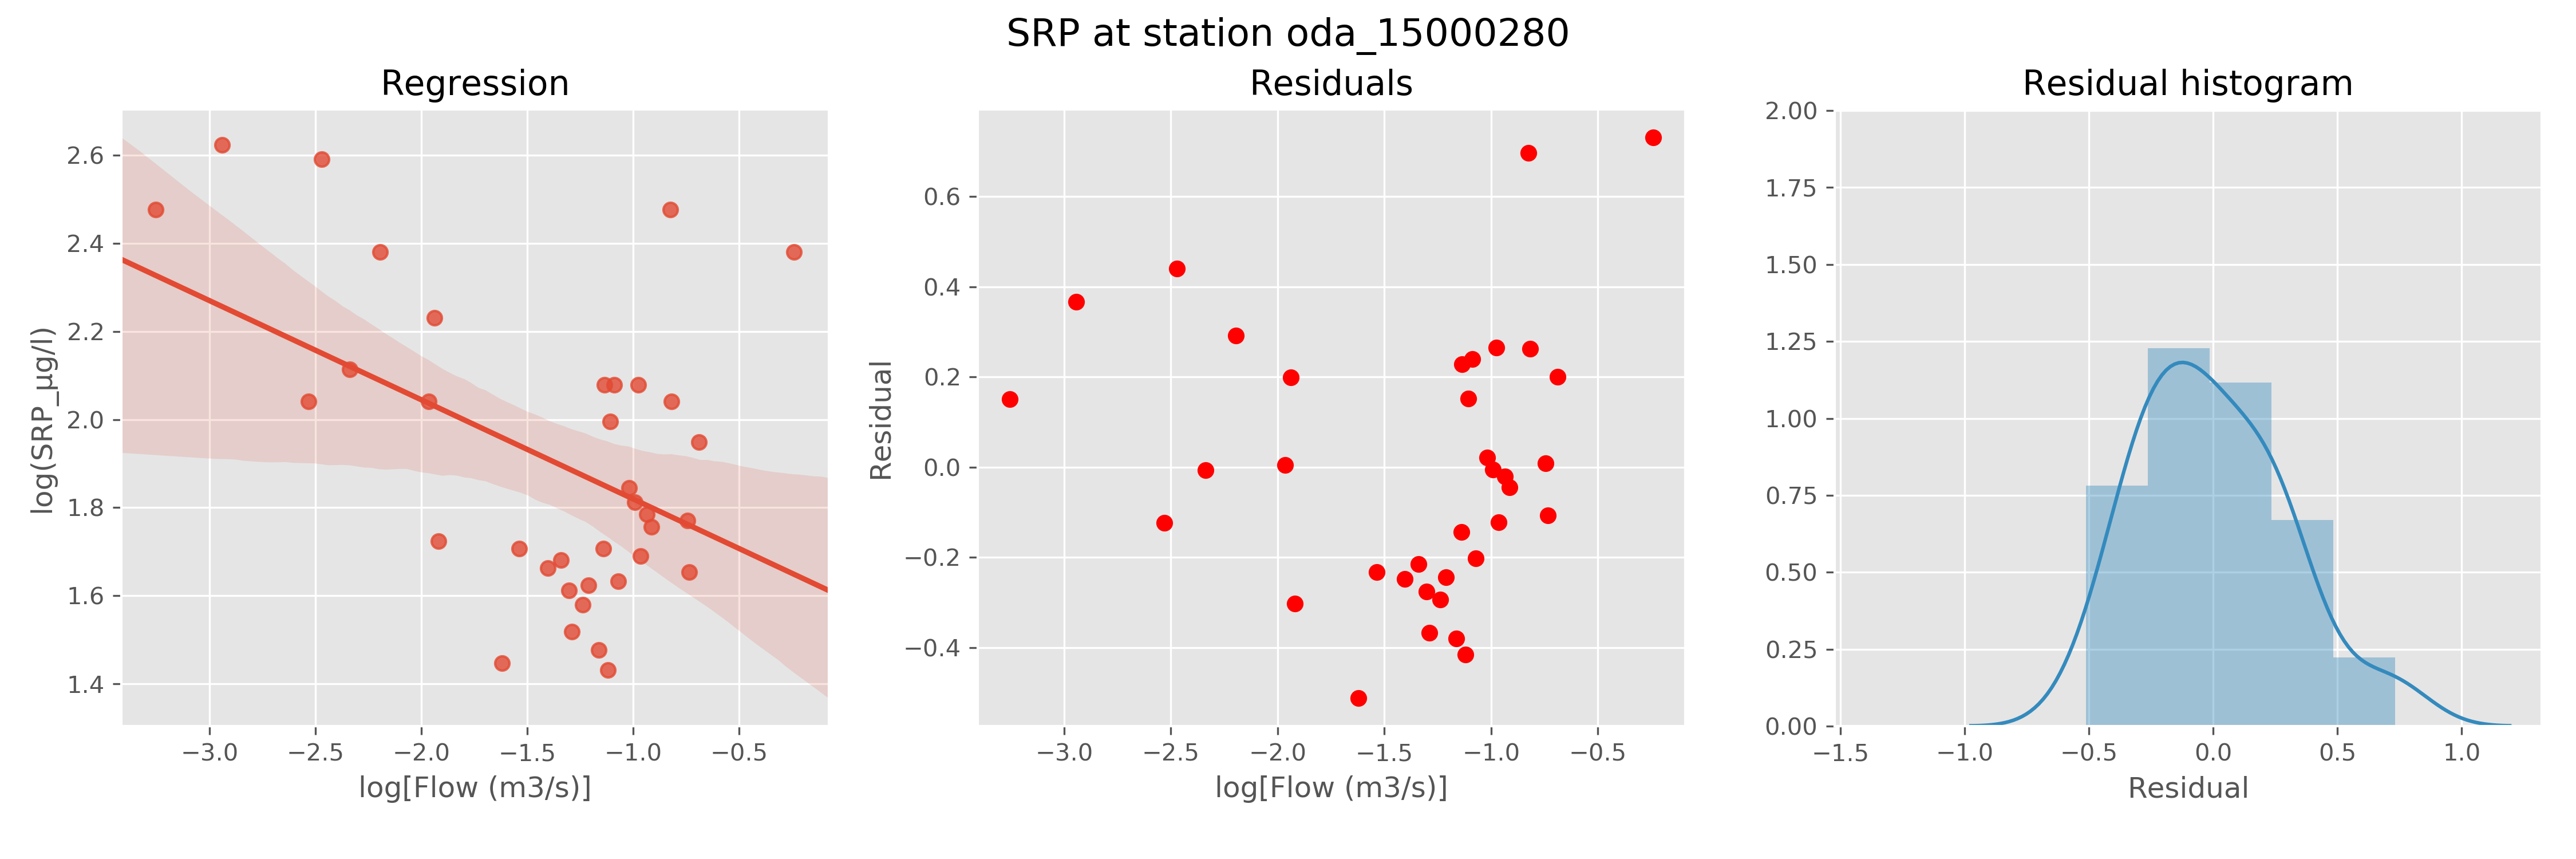 SRP at station oda_15000280
Regression
2.6
2.4
2.2
2.0
1.8
1.6
1.4
log(SRP_µg/l)
−3.0 −2.5 −2.0 −1.5 −1.0 −0.5
log[Flow (m3/s)]
Residuals
0.6
0.4
0.2
0.0
−0.2
−0.4
Residual
−3.0 −2.5 −2.0 −1.5 −1.0 −0.5
log[Flow (m3/s)]
Residual histogram
2.00
1.75
1.50
1.25
1.00
0.75
0.50
0.25
0.00
−1.5 −1.0 −0.5 0.0 0.5 1.0
Residual